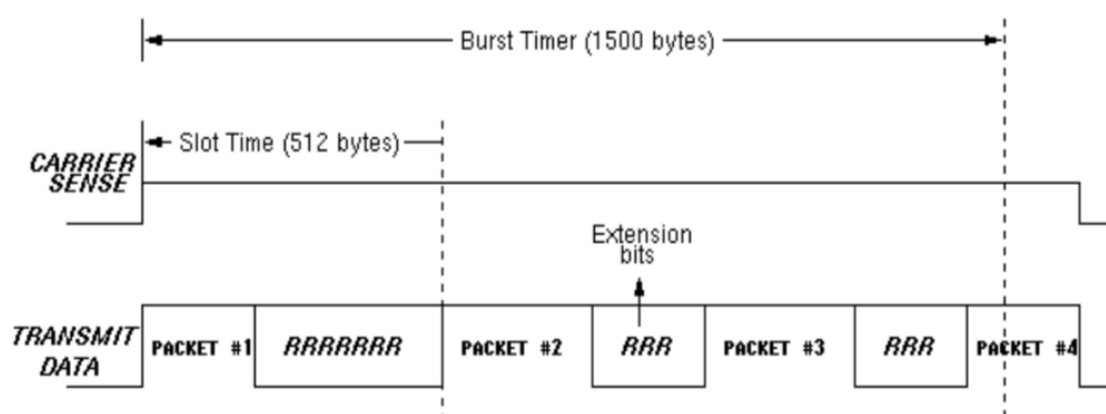 Burst Timer (1500 bytes)
Slot Time (512 bytes)
CARRIER
SENSE
Extension
bits
TRANSMIT
DATA
PACKET #1 RRRRRRR PACKET #2 RRR PACKET #3 RRR PACKET #4